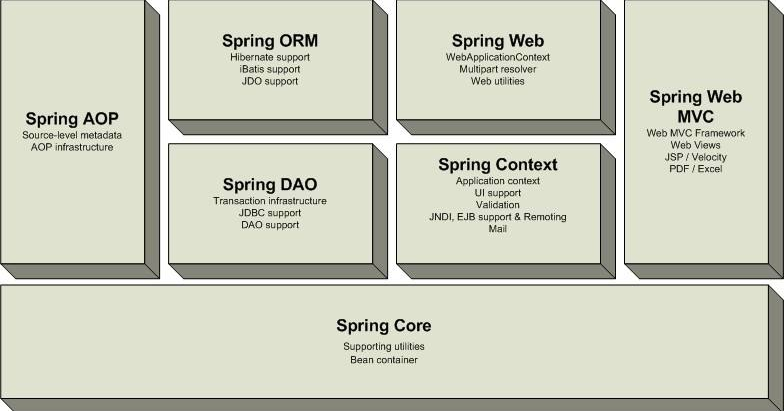 Spring AOP
Source-level metadata
AOP infrastructure
Spring ORM
Hibernate support
iBatis support
JDO support
Spring Web
WebApplicationContext
Multipart resolver
Web utilities
Spring Web
MVC
Web MVC Framework
Web Views
JSP / Velocity
PDF / Excel
Spring DAO
Transaction infrastructure
JDBC support
DAO support
Spring Context
Application context
UI support
Validation
JNDI, EJB support & Remoting
Mail
Spring Core
Supporting utilities
Bean container